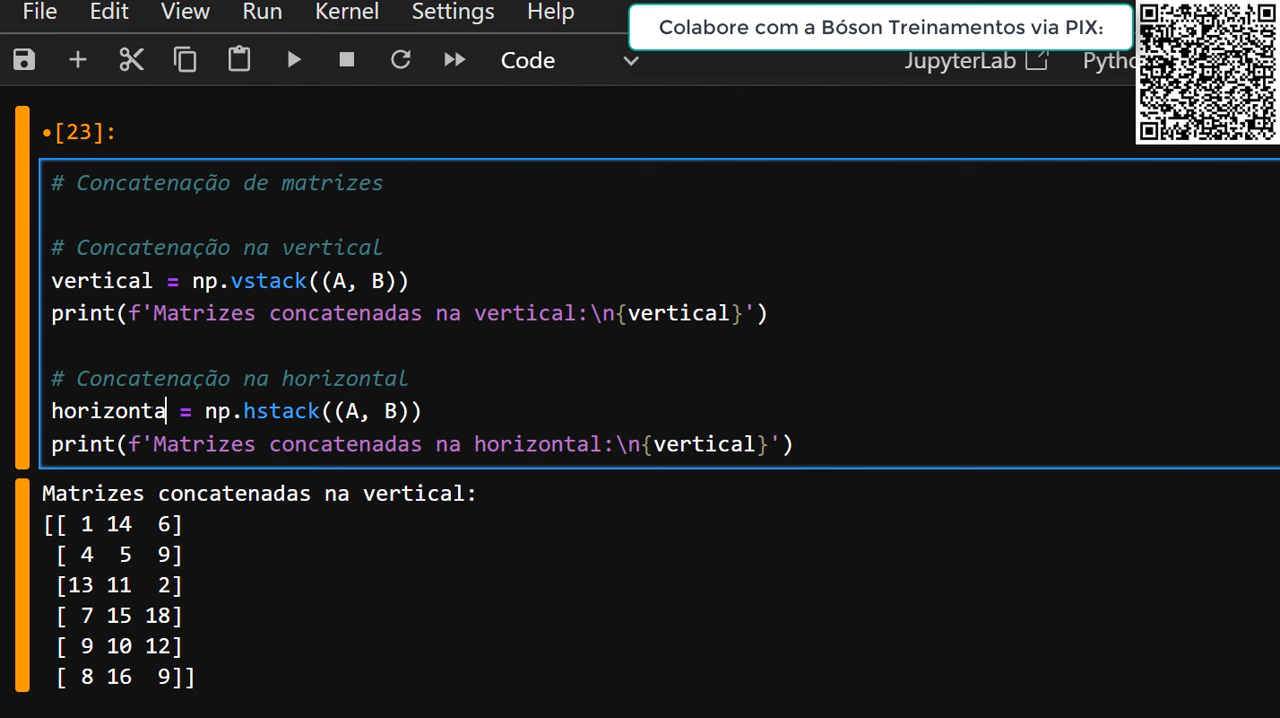 File Edit View Run Kernel Settings Help
Colabore com a Bóson Treinamentos via PIX:
Code JupyterLab
[23]:
# Concatenação de matrizes
# Concatenação na vertical
vertical = np.vstack((A, B))
print(f'Matrizes concatenadas na vertical:\n{vertical}')
# Concatenação na horizontal
horizonta = np.hstack((A, B))
print(f'Matrizes concatenadas na horizontal:\n{vertical}')
Matrizes concatenadas na vertical:
[[ 1 14  6]
 [ 4  5  9]
 [13 11  2]
 [ 7 15 18]
 [ 9 10 12]
 [ 8 16  9]]